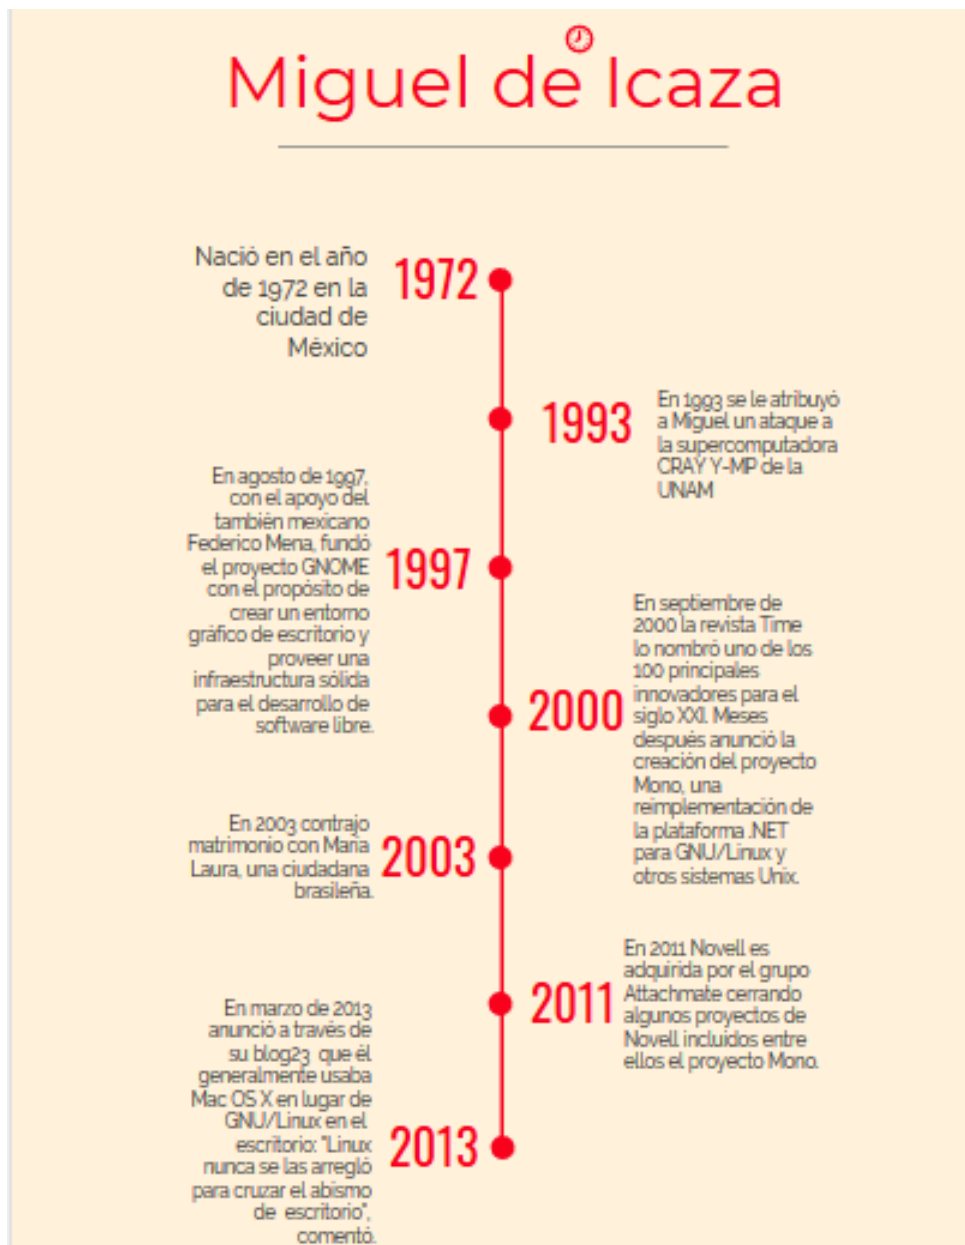 Miguel de Icaza
Nació en el año
de 1972 en la
ciudad de
México
1972
1993
En 1993 se le atribuyó
a Miguel un ataque a
la supercomputadora
CRAY Y-MP de la
UNAM
En agosto de 1997,
con el apoyo del
también mexicano
Federico Mena, fundó
el proyecto GNOME
con el propósito de
crear un entorno
gráfico de escritorio y
proveer una
infraestructura sólida
para el desarrollo de
software libre.
1997
2000
En septiembre de
2000 la revista Time
lo nombró uno de los
100 principales
innovadores para el
siglo XXI. Meses
después anunció la
creación del proyecto
Mono, una
reimplementación de
la plataforma .NET
para GNU/Linux y
otros sistemas Unix.
En 2003 contrajo
matrimonio con María
Laura, una ciudadana
brasileña.
2003
2011
En 2011 Novell es
adquirida por el grupo
Attachmate cerrando
algunos proyectos de
Novell incluidos entre
ellos el proyecto Mono.
En marzo de 2013
anunció a través de
su blog23 que él
generalmente usaba
Mac OS X en lugar de
GNU/Linux en el
escritorio: "Linux
nunca se las arregló
para cruzar el abismo
de escritorio",
comentó.
2013